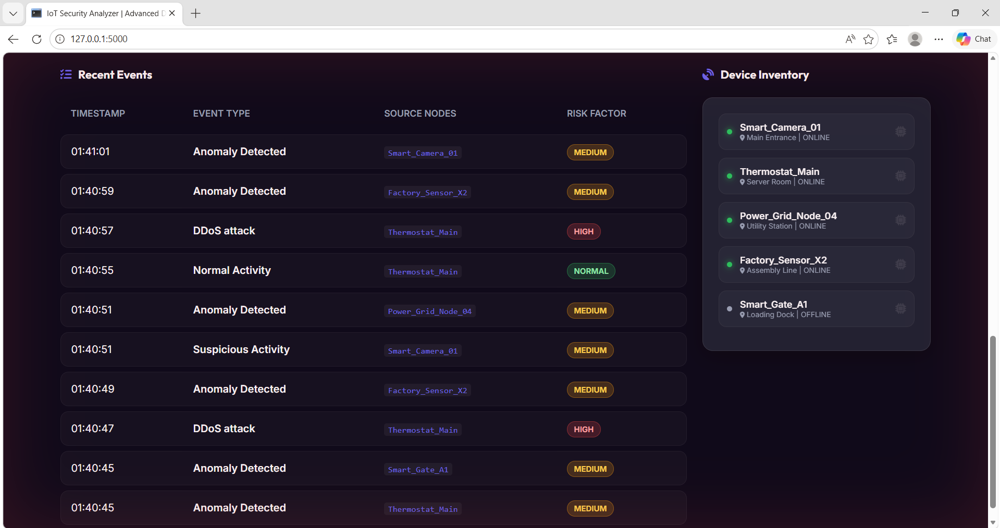 IoT Security Analyzer | Advanced D
127.0.0.1:5000
Chat
Recent Events
TIMESTAMP EVENT TYPE SOURCE NODES RISK FACTOR
01:41:01 Anomaly Detected Smart_Camera_01 MEDIUM
01:40:59 Anomaly Detected Factory_Sensor_X2 MEDIUM
01:40:57 DDoS attack Thermostat_Main HIGH
01:40:55 Normal Activity Thermostat_Main NORMAL
01:40:51 Anomaly Detected Power_Grid_Node_04 MEDIUM
01:40:51 Suspicious Activity Smart_Camera_01 MEDIUM
01:40:49 Anomaly Detected Factory_Sensor_X2 MEDIUM
01:40:47 DDoS attack Thermostat_Main HIGH
01:40:45 Anomaly Detected Smart_Gate_A1 MEDIUM
01:40:45 Anomaly Detected Thermostat_Main MEDIUM
Device Inventory
Smart_Camera_01
Main Entrance | ONLINE
Thermostat_Main
Server Room | ONLINE
Power_Grid_Node_04
Utility Station | ONLINE
Factory_Sensor_X2
Assembly Line | ONLINE
Smart_Gate_A1
Loading Dock | OFFLINE